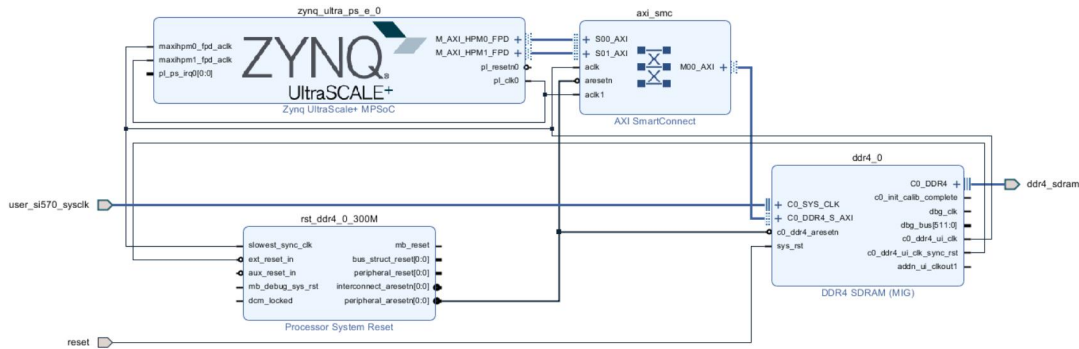 zynq_ultra_ps_e_0
maxihpm0_fpd_aclk
maxihpm1_fpd_aclk
pl_ps_irq0[0:0]
ZYNQ®
UltraSCALE+
M_AXI_HPM0_FPD
M_AXI_HPM1_FPD
pl_resetn0
pl_clk0
Zynq UltraScale+ MPSoC
axi_smc
S00_AXI
S01_AXI
aclk
aresetn
aclk1
M00_AXI
AXI SmartConnect
ddr4_0
C0_SYS_CLK
C0_DDR4_S_AXI
c0_ddr4_aresetn
sys_rst
C0_DDR4
c0_init_calib_complete
dbg_clk
dbg_bus[511:0]
c0_ddr4_ui_clk
c0_ddr4_ui_clk_sync_rst
addn_ui_clkout1
DDR4 SDRAM (MIG)
ddr4_sdram
user_si570_sysclk
rst_ddr4_0_300M
slowest_sync_clk
ext_reset_in
aux_reset_in
mb_debug_sys_rst
dcm_locked
mb_reset
bus_struct_reset[0:0]
peripheral_reset[0:0]
interconnect_aresetn[0:0]
peripheral_aresetn[0:0]
Processor System Reset
reset